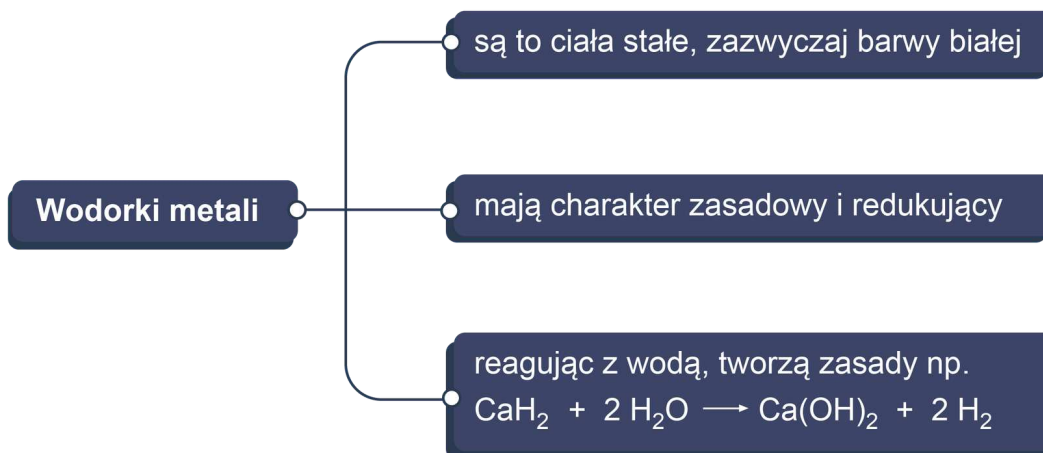 są to ciała stałe, zazwyczaj barwy białej
Wodorki metali
mają charakter zasadowy i redukujący
reagując z wodą, tworzą zasady np.
CaH₂ + 2 H₂O ⟶ Ca(OH)₂ + 2 H₂